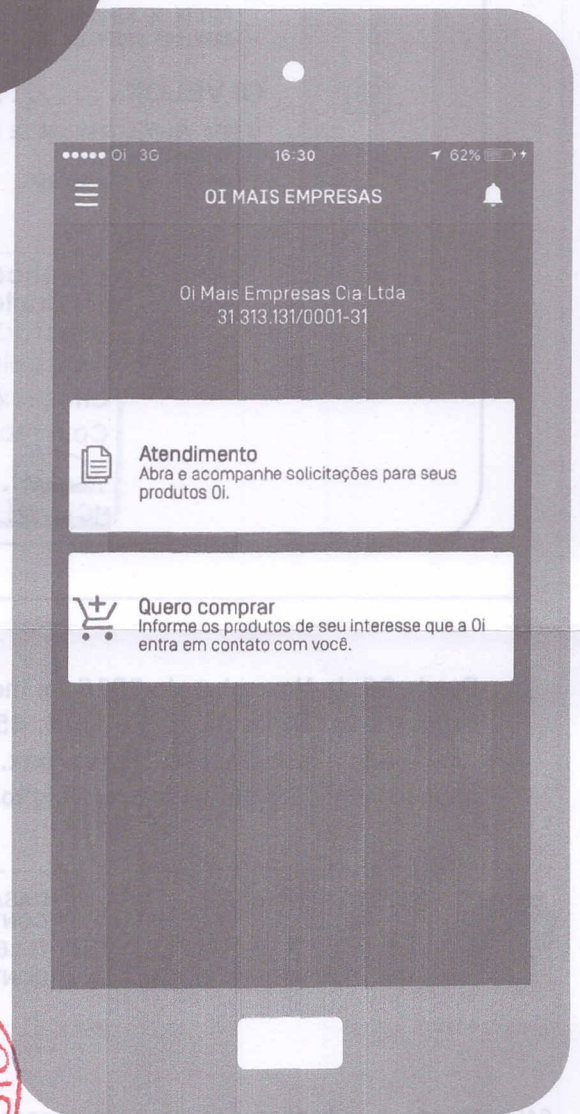 Oi 3G 16:30 62%
OI MAIS EMPRESAS
Oi Mais Empresas Cia Ltda
31.313.131/0001-31
Atendimento
Abra e acompanhe solicitações para seus
produtos Oi.
Quero comprar
Informe os produtos de seu interesse que a Oi
entra em contato com você.